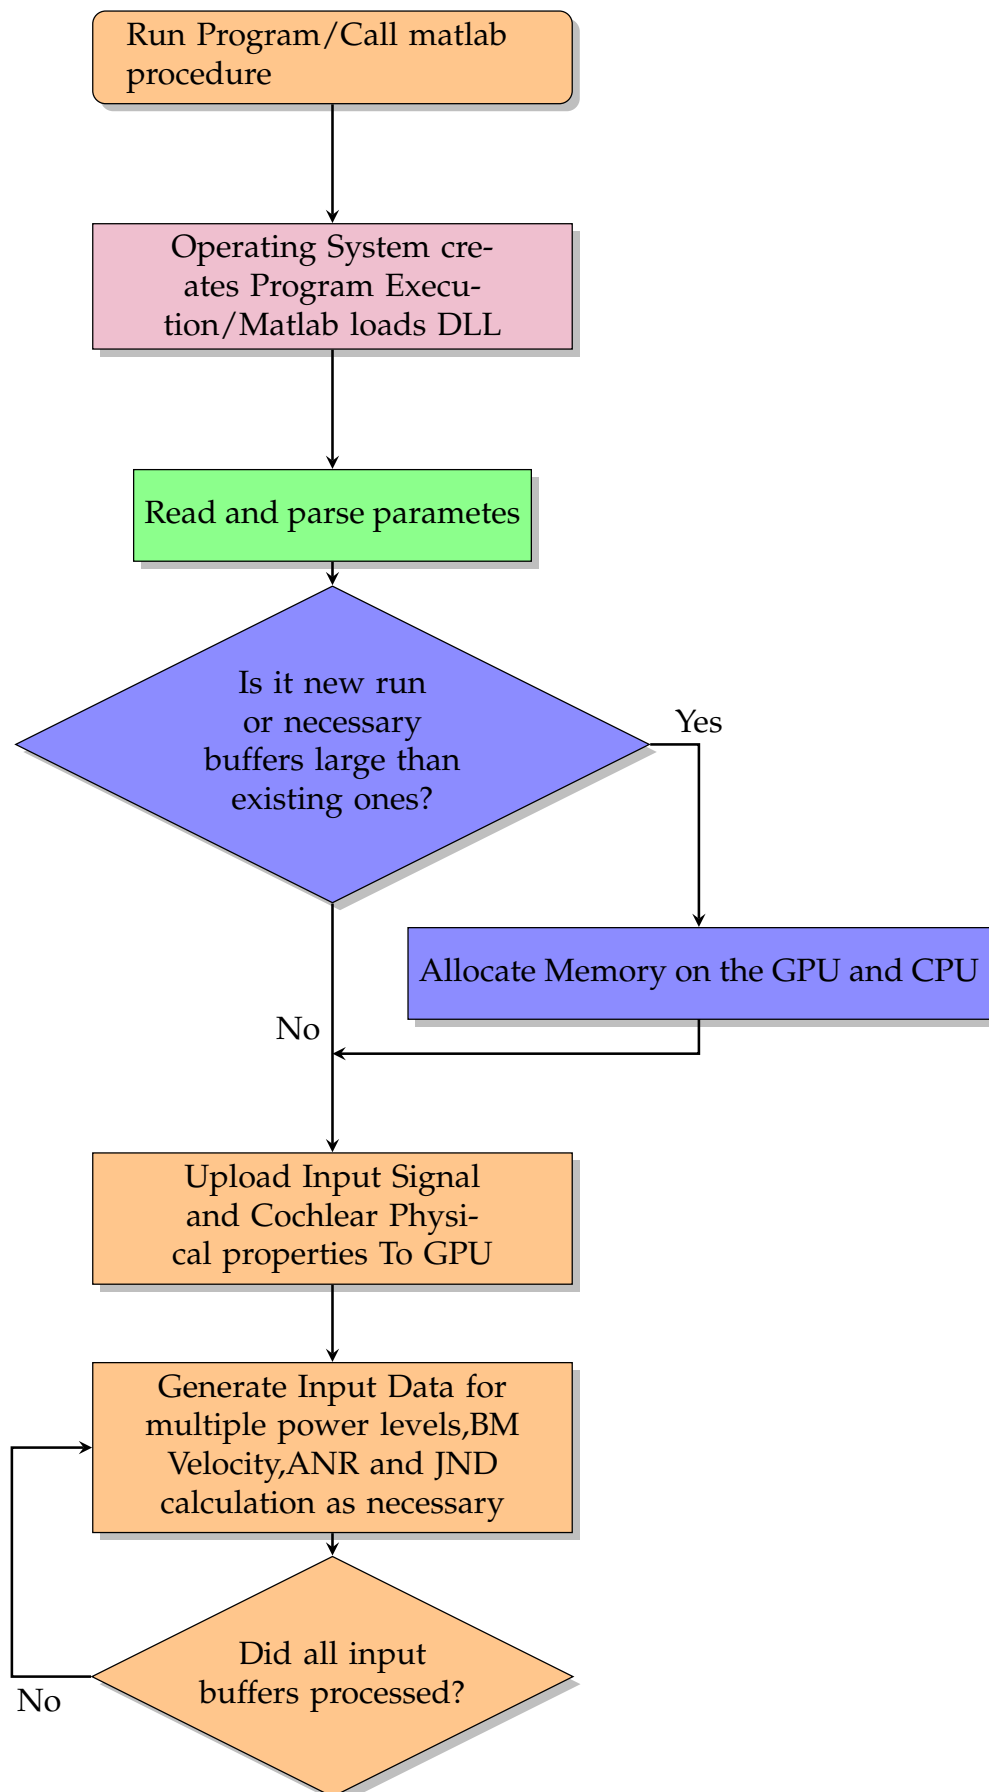 Run Program/Call matlab
procedure
Operating System cre-
ates Program Execu-
tion/Matlab loads DLL
Read and parse parametes
Is it new run
or necessary
buffers large than
existing ones?
Yes
Allocate Memory on the GPU and CPU
No
Upload Input Signal
and Cochlear Physi-
cal properties To GPU
Generate Input Data for
multiple power levels,BM
Velocity,ANR and JND
calculation as necessary
Did all input
buffers processed?
No